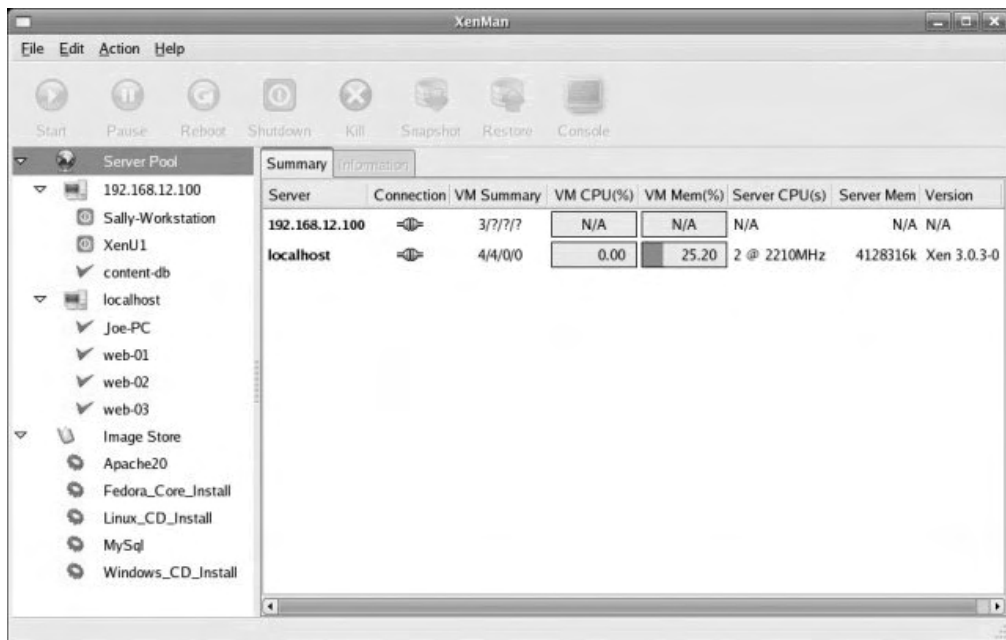 XenMan
File Edit Action Help
Start Pause Reboot Shutdown Kill Snapshot Restore Console
Server Pool
192.168.12.100
Sally-Workstation
XenU1
content-db
localhost
Joe-PC
web-01
web-02
web-03
Image Store
Apache20
Fedora_Core_Install
Linux_CD_Install
MySql
Windows_CD_Install
Summary Information
Server Connection VM Summary VM CPU(%) VM Mem(%) Server CPU(s) Server Mem Version
192.168.12.100 3/?/?/? N/A N/A N/A N/A N/A
localhost 4/4/0/0 0.00 25.20 2 @ 2210MHz 4128316k Xen 3.0.3-0